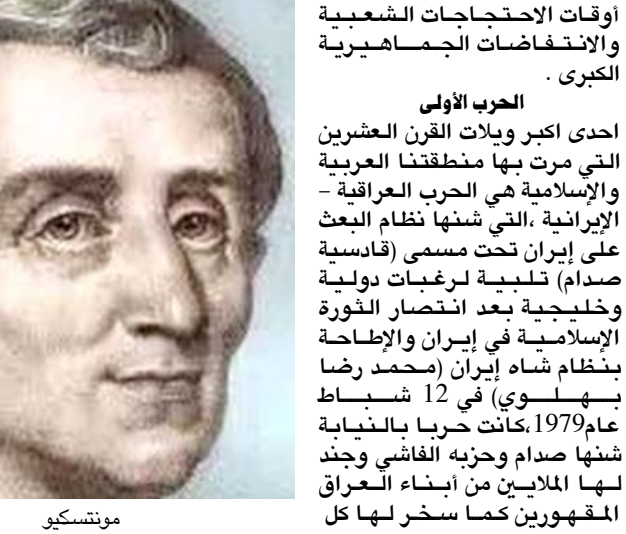 أوقات الاحتجاجات الشعبية
والانتفاضات الجماهيرية
الكبرى .
الحرب الأولى
احدى اكبر ويلات القرن العشرين
التي مرت بها منطقتنا العربية
والإسلامية هي الحرب العراقية –
الإيرانية ،التي شنها نظام البعث
على إيران تحت مسمى (قادسية
صدام) تلبية لرغبات دولية
وخليجية بعد انتصار الثورة
الإسلامية في إيران والإطاحة
بنظام شاه إيران (محمد رضا
بهلوي) في 12 شباط
عام1979،كانت حربا بالنيابة
شنها صدام وحزبه الفاشي وجند
لها الملايين من أبناء العراق
المقهورين كما سخر لها كل
مونتسكيو